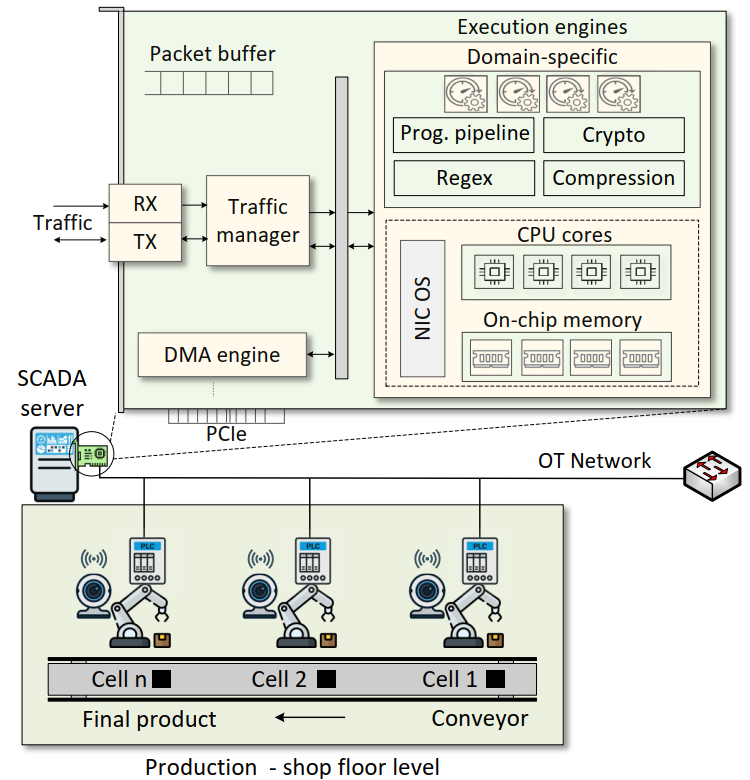 Execution engines
Packet buffer
Domain-specific
Prog. pipeline
Crypto
Regex
Compression
RX
TX
Traffic
Traffic
manager
CPU cores
NIC OS
On-chip memory
DMA engine
PCIe
SCADA
server
OT Network
PLC
PLC
PLC
Cell n
Cell 2
Cell 1
Final product
Conveyor
Production - shop floor level